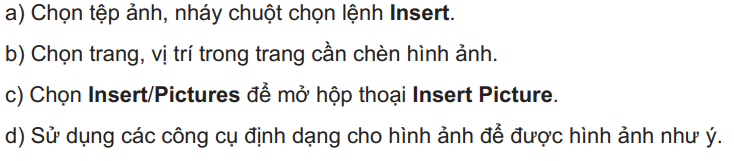 a) Chọn tệp ảnh, nháy chuột chọn lệnh Insert.
b) Chọn trang, vị trí trong trang cần chèn hình ảnh.
c) Chọn Insert/Pictures để mở hộp thoại Insert Picture.
d) Sử dụng các công cụ định dạng cho hình ảnh để được hình ảnh như ý.